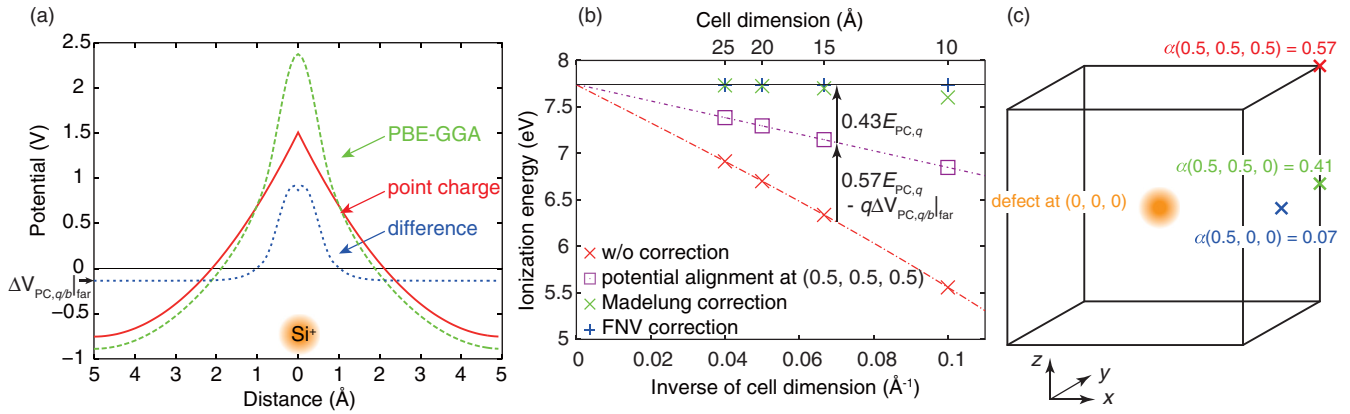 (a)
2.5
2
1.5
1
0.5
0
−0.5
−1
Potential (V)
ΔV_PC,q/b|far
PBE-GGA
point charge
difference
Si⁺
5 4 3 2 1 0 1 2 3 4 5
Distance (Å)
(b)
Cell dimension (Å)
25 20 15 10
8
7.5
7
6.5
6
5.5
5
Ionization energy (eV)
0.43E_PC,q
0.57E_PC,q
- qΔV_PC,q/b|far
w/o correction
potential alignment at (0.5, 0.5, 0.5)
Madelung correction
FNV correction
0 0.02 0.04 0.06 0.08 0.1
Inverse of cell dimension (Å⁻¹)
(c)
α(0.5, 0.5, 0.5) = 0.57
α(0.5, 0.5, 0) = 0.41
defect at (0, 0, 0)
α(0.5, 0, 0) = 0.07
z
y
x